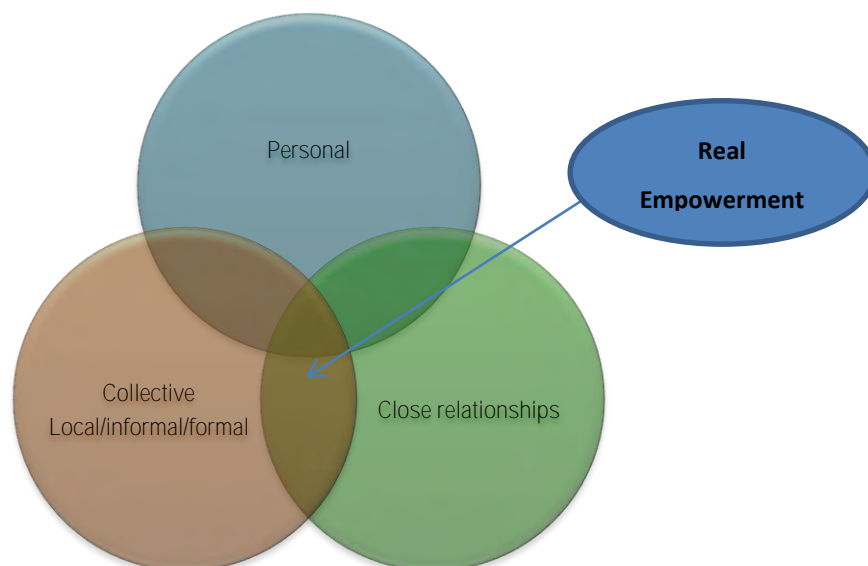 Personal
Real
Empowerment
Collective
Local/informal/formal
Close relationships